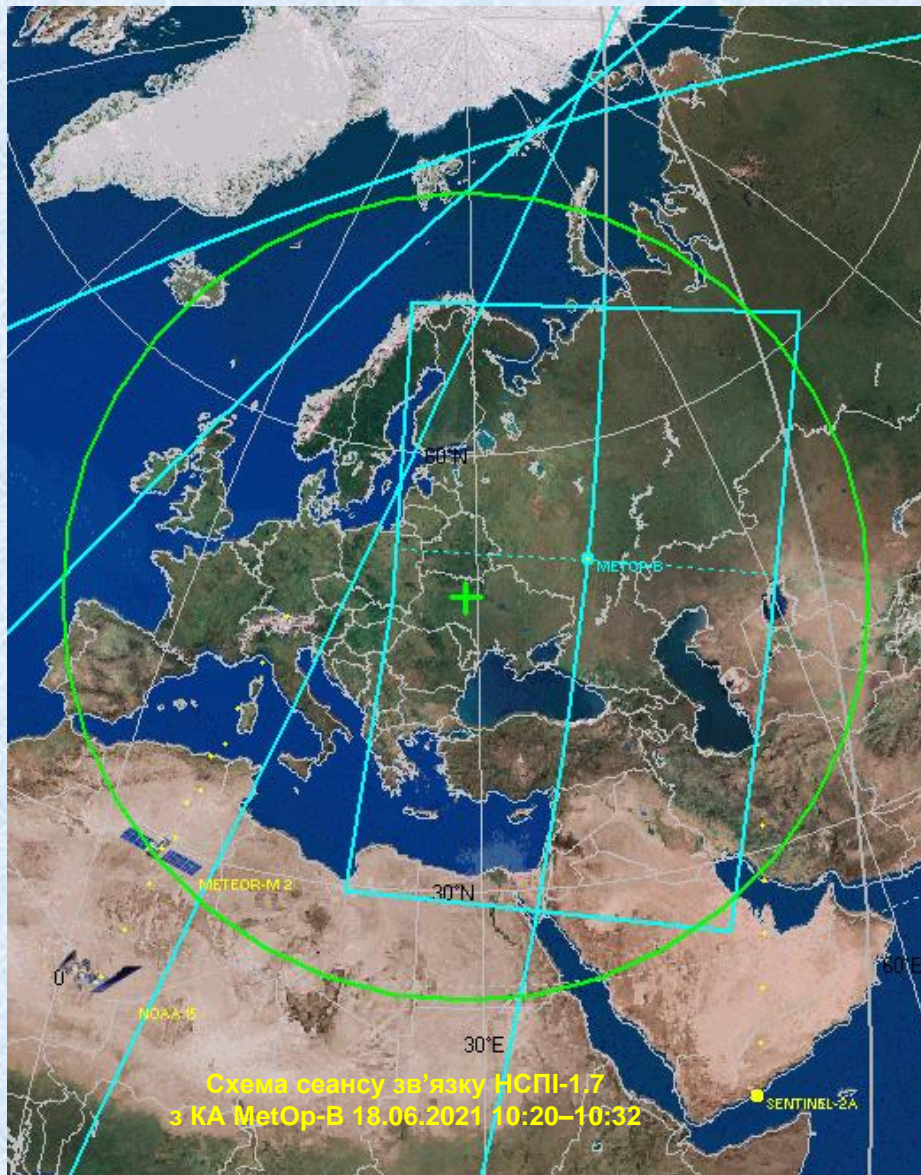 60°N
METOP-B
METEOR-M 2
30°N
0°
60°E
NOAA 15
30°E
Схема сеансу зв’язку НСПІ-1.7
з КА MetOp-B 18.06.2021 10:20–10:32
SENTINEL-2A